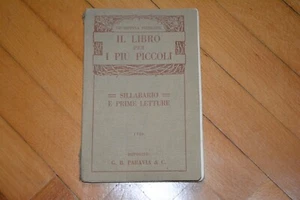 IL LIBRO
PER
I PIÙ PICCOLI
SILLABARIO
E PRIME LETTURE
G. B. PARAVIA & C.